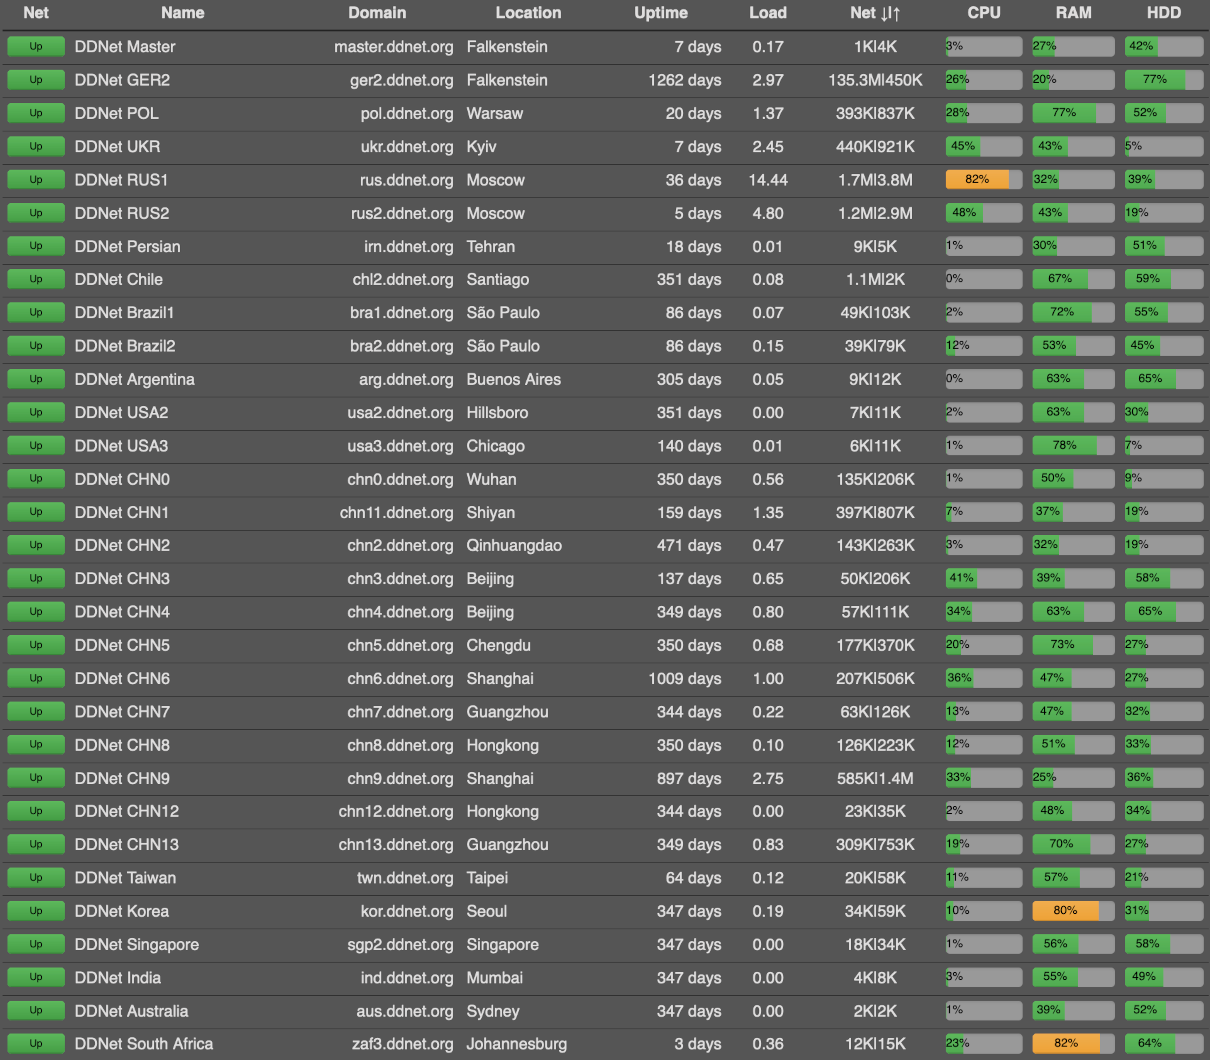 Net Name Domain Location Uptime Load Net ↓|↑ CPU RAM HDD
Up DDNet Master master.ddnet.org Falkenstein 7 days 0.17 1K|4K 3% 27% 42%
Up DDNet GER2 ger2.ddnet.org Falkenstein 1262 days 2.97 135.3M|450K 26% 20% 77%
Up DDNet POL pol.ddnet.org Warsaw 20 days 1.37 393K|837K 28% 77% 52%
Up DDNet UKR ukr.ddnet.org Kyiv 7 days 2.45 440K|921K 45% 43% 5%
Up DDNet RUS1 rus.ddnet.org Moscow 36 days 14.44 1.7M|3.8M 82% 32% 39%
Up DDNet RUS2 rus2.ddnet.org Moscow 5 days 4.80 1.2M|2.9M 48% 43% 19%
Up DDNet Persian irn.ddnet.org Tehran 18 days 0.01 9K|5K 1% 30% 51%
Up DDNet Chile chl2.ddnet.org Santiago 351 days 0.08 1.1M|2K 0% 67% 59%
Up DDNet Brazil1 bra1.ddnet.org São Paulo 86 days 0.07 49K|103K 2% 72% 55%
Up DDNet Brazil2 bra2.ddnet.org São Paulo 86 days 0.15 39K|79K 12% 53% 45%
Up DDNet Argentina arg.ddnet.org Buenos Aires 305 days 0.05 9K|12K 0% 63% 65%
Up DDNet USA2 usa2.ddnet.org Hillsboro 351 days 0.00 7K|11K 2% 63% 30%
Up DDNet USA3 usa3.ddnet.org Chicago 140 days 0.01 6K|11K 1% 78% 7%
Up DDNet CHN0 chn0.ddnet.org Wuhan 350 days 0.56 135K|206K 1% 50% 9%
Up DDNet CHN1 chn11.ddnet.org Shiyan 159 days 1.35 397K|807K 7% 37% 19%
Up DDNet CHN2 chn2.ddnet.org Qinhuangdao 471 days 0.47 143K|263K 3% 32% 19%
Up DDNet CHN3 chn3.ddnet.org Beijing 137 days 0.65 50K|206K 41% 39% 58%
Up DDNet CHN4 chn4.ddnet.org Beijing 349 days 0.80 57K|111K 34% 63% 65%
Up DDNet CHN5 chn5.ddnet.org Chengdu 350 days 0.68 177K|370K 20% 73% 27%
Up DDNet CHN6 chn6.ddnet.org Shanghai 1009 days 1.00 207K|506K 36% 47% 27%
Up DDNet CHN7 chn7.ddnet.org Guangzhou 344 days 0.22 63K|126K 13% 47% 32%
Up DDNet CHN8 chn8.ddnet.org Hongkong 350 days 0.10 126K|223K 12% 51% 33%
Up DDNet CHN9 chn9.ddnet.org Shanghai 897 days 2.75 585K|1.4M 33% 25% 36%
Up DDNet CHN12 chn12.ddnet.org Hongkong 344 days 0.00 23K|35K 2% 48% 34%
Up DDNet CHN13 chn13.ddnet.org Guangzhou 349 days 0.83 309K|753K 19% 70% 27%
Up DDNet Taiwan twn.ddnet.org Taipei 64 days 0.12 20K|58K 11% 57% 21%
Up DDNet Korea kor.ddnet.org Seoul 347 days 0.19 34K|59K 10% 80% 31%
Up DDNet Singapore sgp2.ddnet.org Singapore 347 days 0.00 18K|34K 1% 56% 58%
Up DDNet India ind.ddnet.org Mumbai 347 days 0.00 4K|8K 3% 55% 49%
Up DDNet Australia aus.ddnet.org Sydney 347 days 0.00 2K|2K 1% 39% 52%
Up DDNet South Africa zaf3.ddnet.org Johannesburg 3 days 0.36 12K|15K 23% 82% 64%